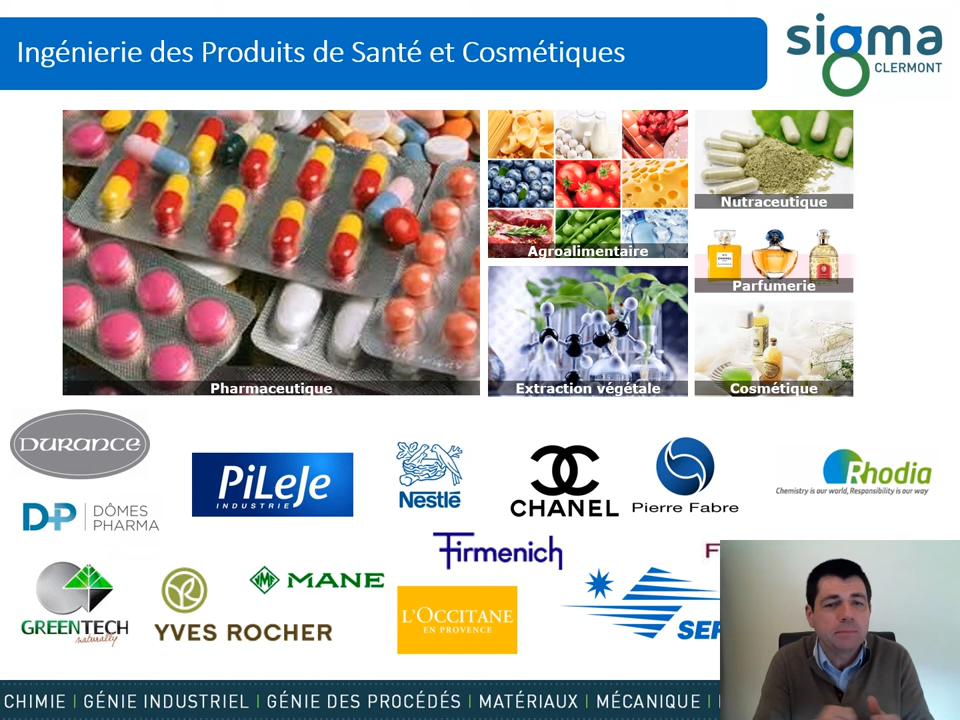 Ingénierie des Produits de Santé et Cosmétiques
sigma
CLERMONT
Pharmaceutique
Agroalimentaire
Extraction végétale
Nutraceutique
Parfumerie
Cosmétique
DURANCE
PiLeJe
INDUSTRIE
Nestlé
CHANEL
Pierre Fabre
Rhodia
Chemistry is our world, Responsibility is our way
DP DÔMES
PHARMA
Firmenich
F
GREENTECH
naturally
YVES ROCHER
MANE
L'OCCITANE
EN PROVENCE
SEP
CHIMIE | GÉNIE INDUSTRIEL | GÉNIE DES PROCÉDÉS | MATÉRIAUX | MÉCANIQUE |